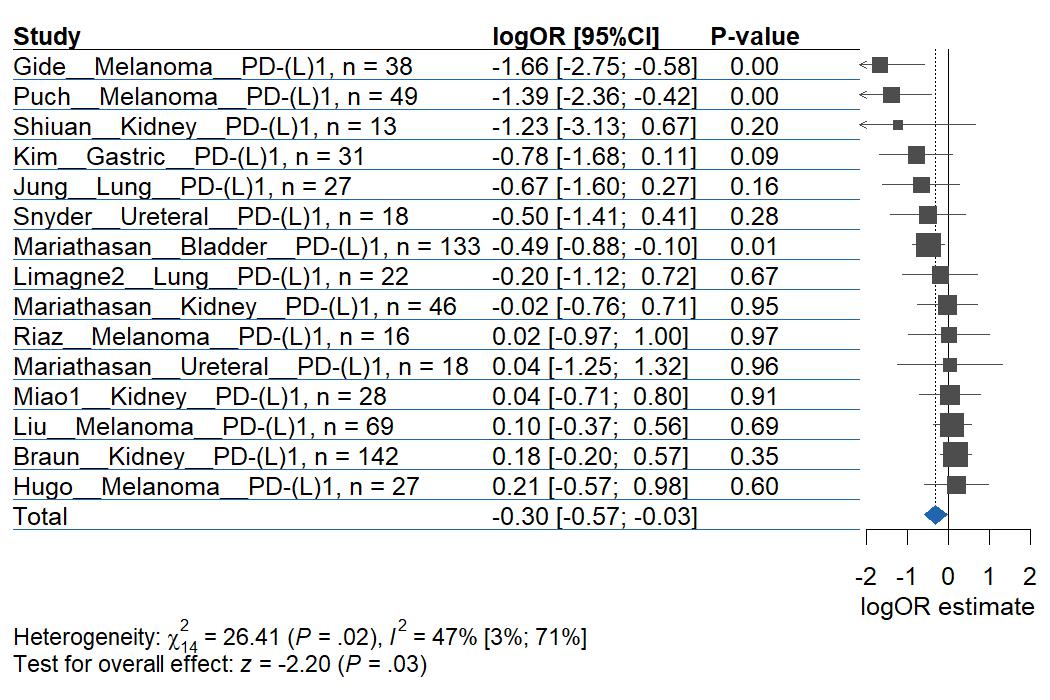 Study logOR [95%CI] P-value
Gide__Melanoma__PD-(L)1, n = 38 -1.66 [-2.75; -0.58] 0.00
Puch__Melanoma__PD-(L)1, n = 49 -1.39 [-2.36; -0.42] 0.00
Shiuan__Kidney__PD-(L)1, n = 13 -1.23 [-3.13; 0.67] 0.20
Kim__Gastric__PD-(L)1, n = 31 -0.78 [-1.68; 0.11] 0.09
Jung__Lung__PD-(L)1, n = 27 -0.67 [-1.60; 0.27] 0.16
Snyder__Ureteral__PD-(L)1, n = 18 -0.50 [-1.41; 0.41] 0.28
Mariathasan__Bladder__PD-(L)1, n = 133 -0.49 [-0.88; -0.10] 0.01
Limagne2__Lung__PD-(L)1, n = 22 -0.20 [-1.12; 0.72] 0.67
Mariathasan__Kidney__PD-(L)1, n = 46 -0.02 [-0.76; 0.71] 0.95
Riaz__Melanoma__PD-(L)1, n = 16 0.02 [-0.97; 1.00] 0.97
Mariathasan__Ureteral__PD-(L)1, n = 18 0.04 [-1.25; 1.32] 0.96
Miao1__Kidney__PD-(L)1, n = 28 0.04 [-0.71; 0.80] 0.91
Liu__Melanoma__PD-(L)1, n = 69 0.10 [-0.37; 0.56] 0.69
Braun__Kidney__PD-(L)1, n = 142 0.18 [-0.20; 0.57] 0.35
Hugo__Melanoma__PD-(L)1, n = 27 0.21 [-0.57; 0.98] 0.60
Total -0.30 [-0.57; -0.03]
-2 -1 0 1 2
logOR estimate
Heterogeneity: χ²₁₄ = 26.41 (P = .02), I² = 47% [3%; 71%]
Test for overall effect: z = -2.20 (P = .03)